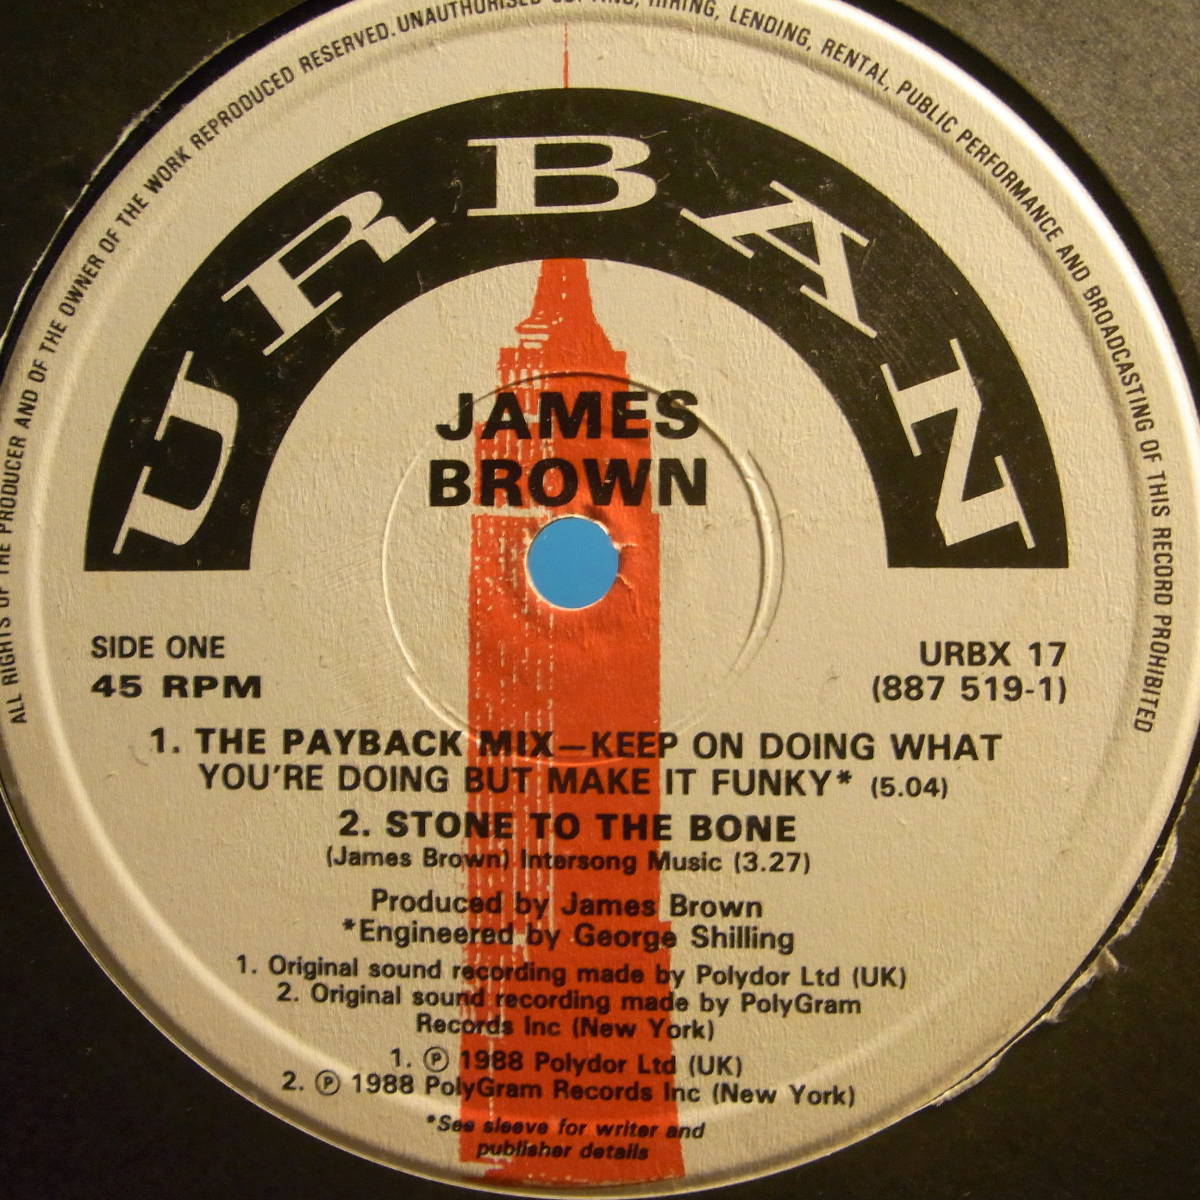 ALL RIGHTS OF THE PRODUCER AND OF THE OWNER OF THE WORK REPRODUCED RESERVED. UNAUTHORISED COPYING, HIRING, LENDING, RENTAL, PUBLIC PERFORMANCE AND BROADCASTING OF THIS RECORD PROHIBITED
URBAN
JAMES
BROWN
SIDE ONE
45 RPM
URBX 17
(887 519-1)
1. THE PAYBACK MIX—KEEP ON DOING WHAT
YOU'RE DOING BUT MAKE IT FUNKY* (5.04)
2. STONE TO THE BONE
(James Brown) Intersong Music (3.27)
Produced by James Brown
*Engineered by George Shilling
1. Original sound recording made by Polydor Ltd (UK)
2. Original sound recording made by PolyGram
Records Inc (New York)
1. Ⓟ 1988 Polydor Ltd (UK)
2. Ⓟ 1988 PolyGram Records Inc (New York)
*See sleeve for writer and
publisher details